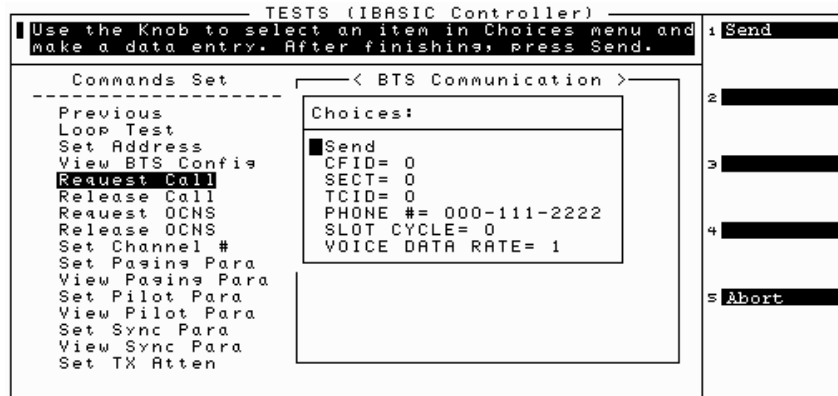 TESTS (IBASIC Controller)
Use the Knob to select an item in Choices menu and
make a data entry. After finishing, press Send.
Commands Set
Previous
Loop Test
Set Address
View BTS Config
Request Call
Release Call
Request OCNS
Release OCNS
Set Channel #
Set Paging Para
View Paging Para
Set Pilot Para
View Pilot Para
Set Sync Para
View Sync Para
Set TX Atten
< BTS Communication >
Choices:
Send
CFID= 0
SECT= 0
TCID= 0
PHONE #= 000-111-2222
SLOT CYCLE= 0
VOICE DATA RATE= 1
1 Send
2
3
4
5 Abort